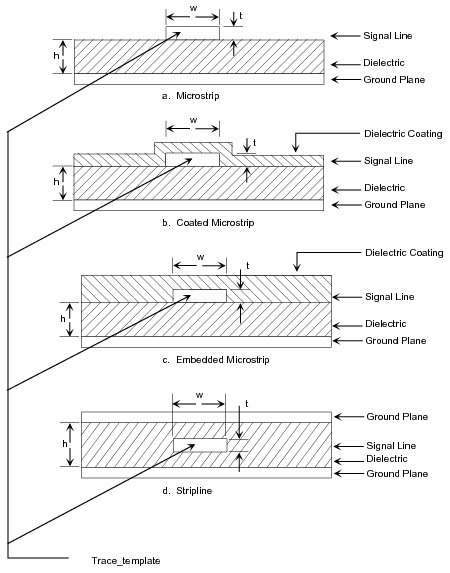 w
t
Signal Line
h
Dielectric
Ground Plane
a. Microstrip
w
t
Dielectric Coating
Signal Line
h
Dielectric
Ground Plane
b. Coated Microstrip
w
t
Dielectric Coating
Signal Line
h
Dielectric
Ground Plane
c. Embedded Microstrip
w
t
Ground Plane
h
Signal Line
Dielectric
Ground Plane
d. Stripline
Trace_template